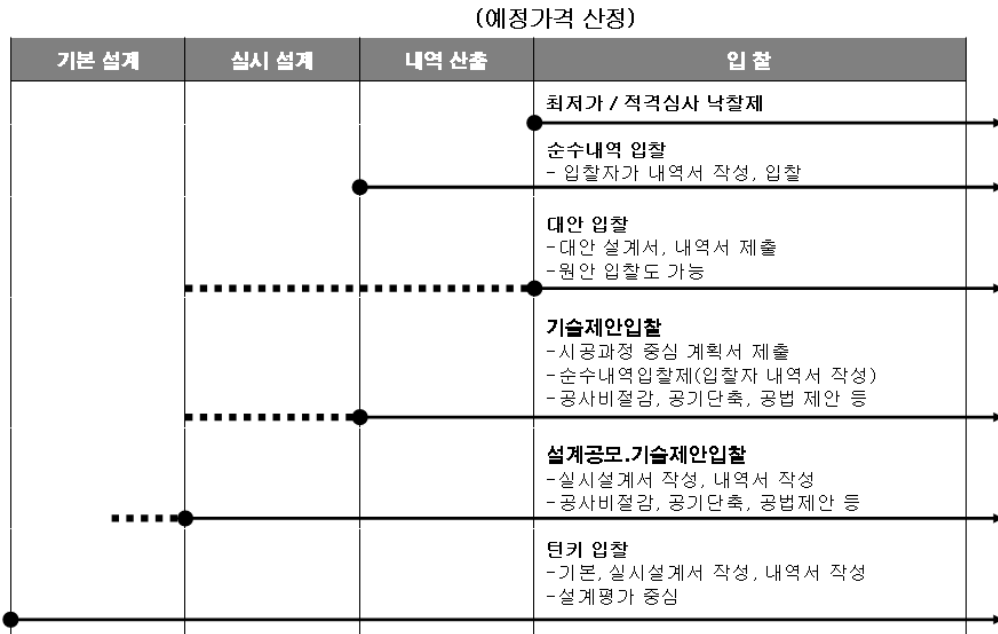 (예정가격 산정)
기본 설계 실시 설계 내역 산출 입 찰
최저가 / 적격심사 낙찰제
순수내역 입찰
- 입찰자가 내역서 작성, 입찰
대안 입찰
-대안 설계서, 내역서 제출
-원안 입찰도 가능
기술제안입찰
-시공과정 중심 계획서 제출
-순수내역입찰제(입찰자 내역서 작성)
-공사비절감, 공기단축, 공법 제안 등
설계공모.기술제안입찰
-실시설계서 작성, 내역서 작성
-공사비절감, 공기단축, 공법제안 등
턴키 입찰
-기본, 실시설계서 작성, 내역서 작성
-설계평가 중심